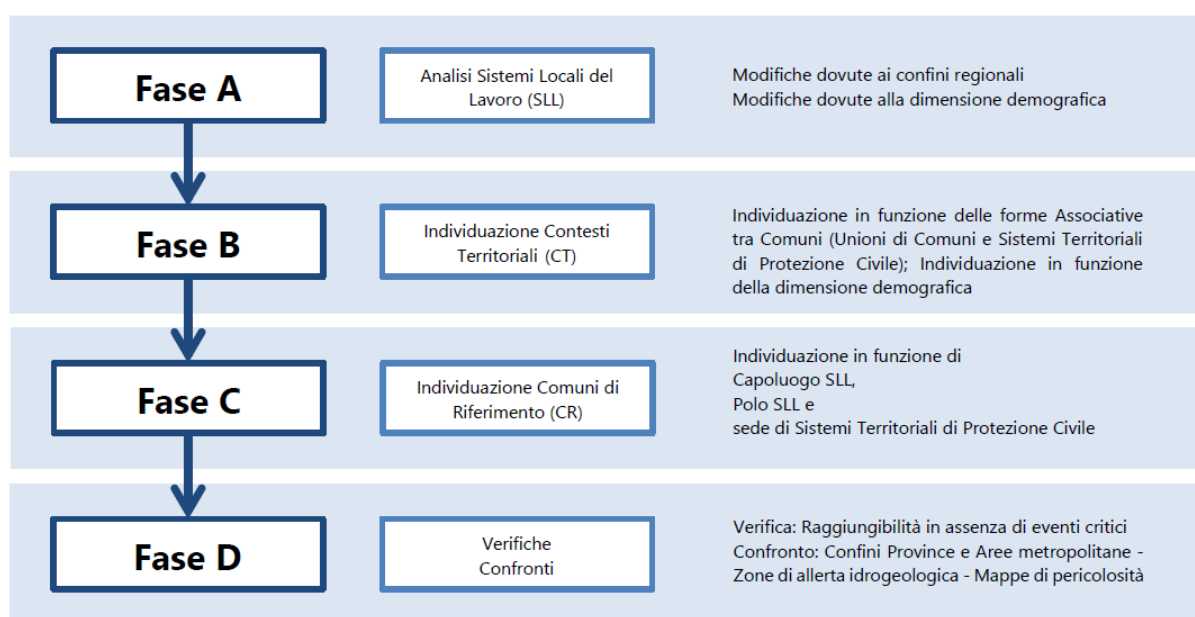 Fase A
Analisi Sistemi Locali del
Lavoro (SLL)
Modifiche dovute ai confini regionali
Modifiche dovute alla dimensione demografica
Fase B
Individuazione Contesti
Territoriali (CT)
Individuazione in funzione delle forme Associative
tra Comuni (Unioni di Comuni e Sistemi Territoriali
di Protezione Civile); Individuazione in funzione
della dimensione demografica
Fase C
Individuazione Comuni di
Riferimento (CR)
Individuazione in funzione di
Capoluogo SLL,
Polo SLL e
sede di Sistemi Territoriali di Protezione Civile
Fase D
Verifiche
Confronti
Verifica: Raggiungibilità in assenza di eventi critici
Confronto: Confini Province e Aree metropolitane -
Zone di allerta idrogeologica - Mappe di pericolosità